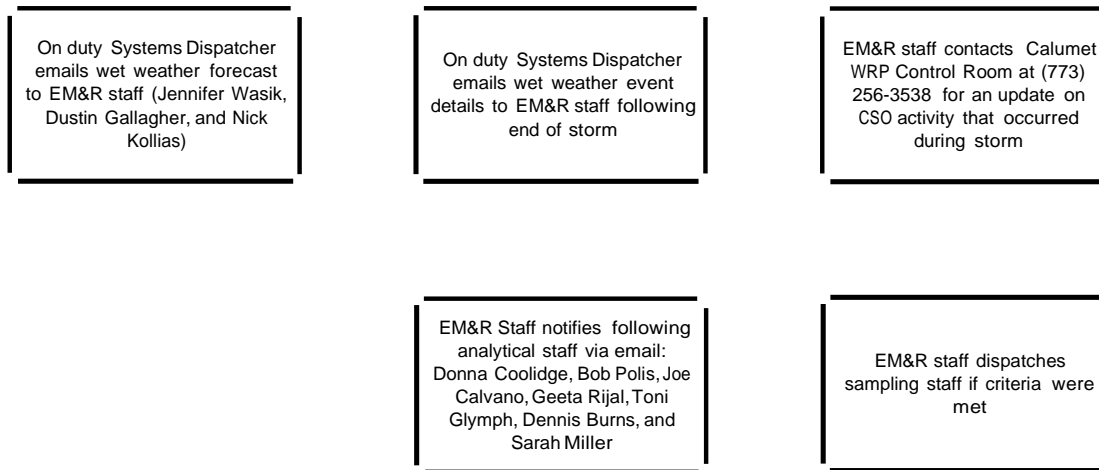 On duty Systems Dispatcher
emails wet weather forecast
to EM&R staff (Jennifer Wasik,
Dustin Gallagher, and Nick
Kollias)
On duty Systems Dispatcher
emails wet weather event
details to EM&R staff following
end of storm
EM&R staff contacts Calumet
WRP Control Room at (773)
256-3538 for an update on
CSO activity that occurred
during storm
EM&R Staff notifies following
analytical staff via email:
Donna Coolidge, Bob Polis, Joe
Calvano, Geeta Rijal, Toni
Glymph, Dennis Burns, and
Sarah Miller
EM&R staff dispatches
sampling staff if criteria were
met